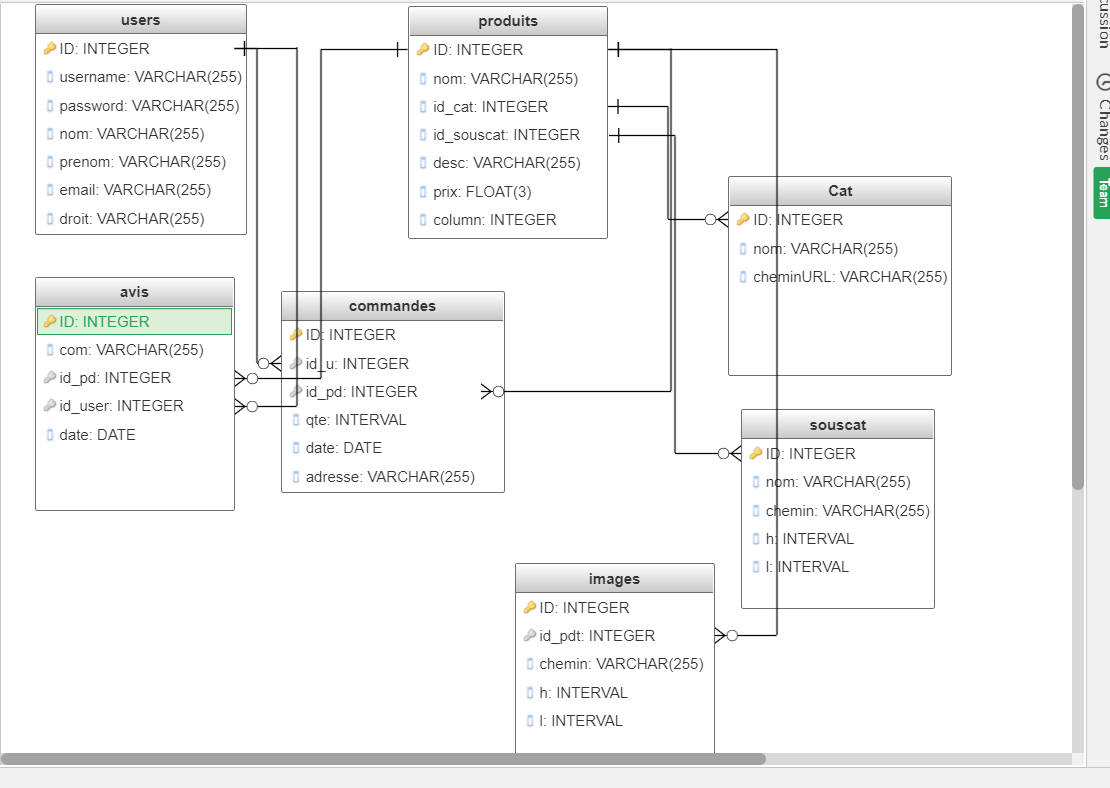 users
ID: INTEGER
username: VARCHAR(255)
password: VARCHAR(255)
nom: VARCHAR(255)
prenom: VARCHAR(255)
email: VARCHAR(255)
droit: VARCHAR(255)
produits
ID: INTEGER
nom: VARCHAR(255)
id_cat: INTEGER
id_souscat: INTEGER
desc: VARCHAR(255)
prix: FLOAT(3)
column: INTEGER
Cat
ID: INTEGER
nom: VARCHAR(255)
cheminURL: VARCHAR(255)
avis
ID: INTEGER
com: VARCHAR(255)
id_pd: INTEGER
id_user: INTEGER
date: DATE
commandes
ID: INTEGER
id_u: INTEGER
id_pd: INTEGER
qte: INTERVAL
date: DATE
adresse: VARCHAR(255)
souscat
ID: INTEGER
nom: VARCHAR(255)
chemin: VARCHAR(255)
h: INTERVAL
l: INTERVAL
images
ID: INTEGER
id_pdt: INTEGER
chemin: VARCHAR(255)
h: INTERVAL
l: INTERVAL
cussion
Changes
Team